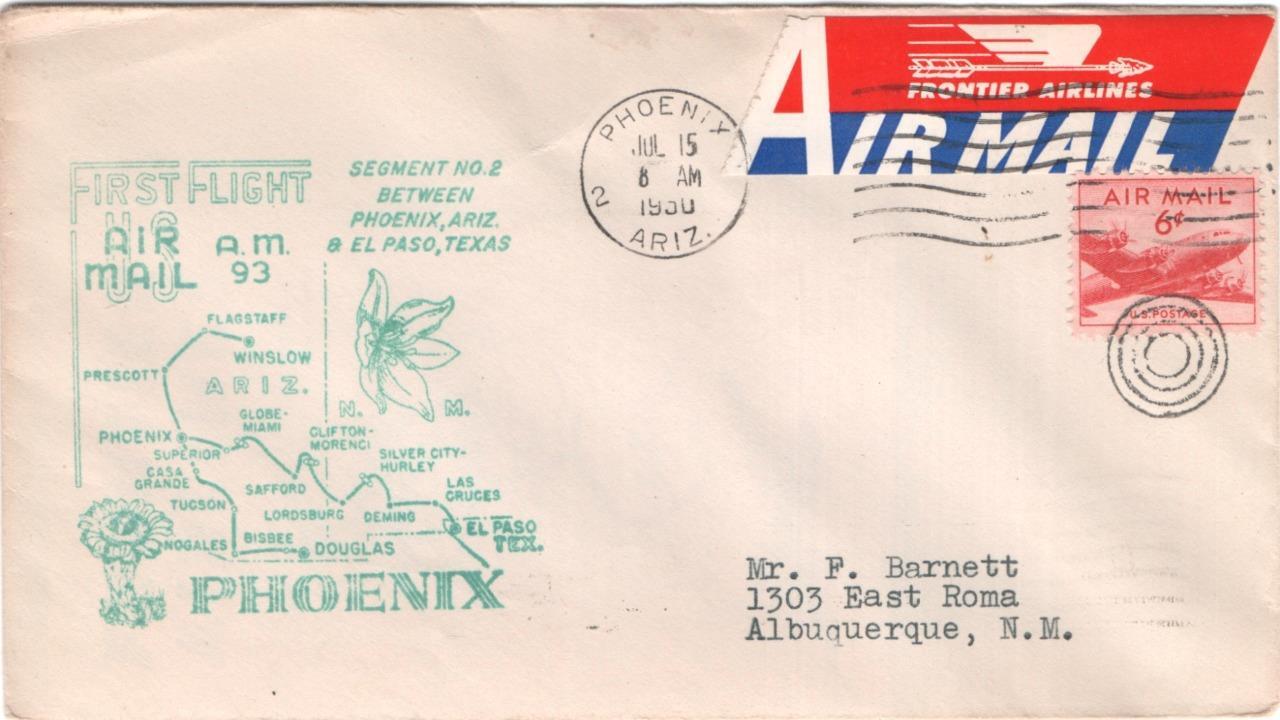 FIRST FLIGHT
US
AIR MAIL
A.M. 93
SEGMENT NO.2
BETWEEN
PHOENIX, ARIZ.
& EL PASO, TEXAS
FLAGSTAFF
WINSLOW
PRESCOTT
ARIZ.
N. M.
GLOBE-
MIAMI
CLIFTON-
MORENCI
PHOENIX
SUPERIOR
SILVER CITY-
HURLEY
CASA
GRANDE
SAFFORD
LAS
CRUCES
TUCSON
LORDSBURG
DEMING
EL PASO
TEX.
NOGALES
BISBEE
DOUGLAS
PHOENIX
PHOENIX
JUL 15
8 AM
1950
2
ARIZ.
FRONTIER AIRLINES
AIR MAIL
AIR MAIL
6¢
U.S. POSTAGE
Mr. F. Barnett
1303 East Roma
Albuquerque, N.M.